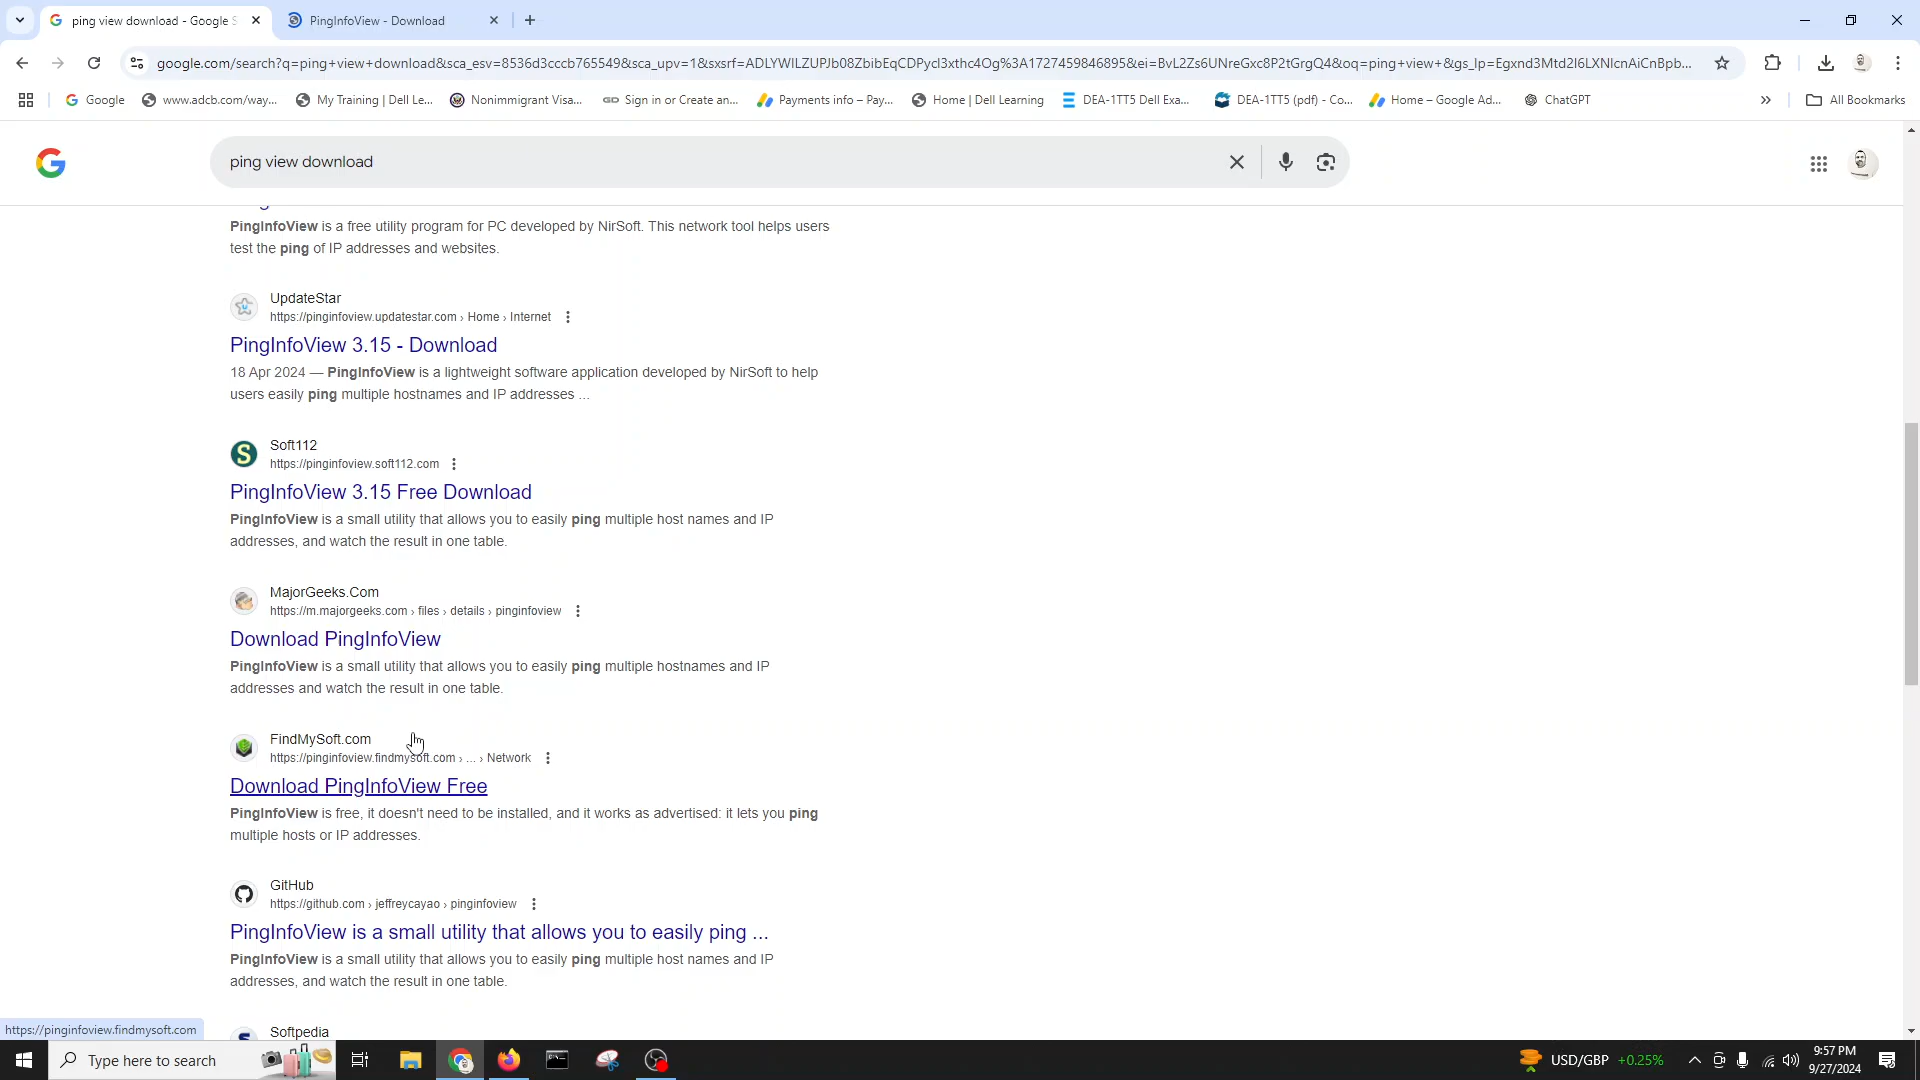 ping view download - Google S
PingInfoView - Download
google.com/search?q=ping+view+download&sca_esv=8536d3cccb765549&sca_upv=1&sxsrf=ADLYWILZUPJb08ZbibEqCDPycl3xthc4Og%3A1727459846895&ei=BvL2Zs6UNreGxc8P2tGrgQ4&oq=ping+view+&gs_lp=Egxnd3Mtd2l6LXNlcnAiCnBpb...
Google
www.adcb.com/way...
My Training | Dell Le...
Nonimmigrant Visa...
Sign in or Create an...
Payments info – Pay...
Home | Dell Learning
DEA-1TT5 Dell Exa...
DEA-1TT5 (pdf) - Co...
Home – Google Ad...
ChatGPT
All Bookmarks
ping view download
PingInfoView is a free utility program for PC developed by NirSoft. This network tool helps users
test the ping of IP addresses and websites.
UpdateStar
https://pinginfoview.updatestar.com › Home › Internet
PingInfoView 3.15 - Download
18 Apr 2024 — PingInfoView is a lightweight software application developed by NirSoft to help
users easily ping multiple hostnames and IP addresses ...
Soft112
https://pinginfoview.soft112.com
PingInfoView 3.15 Free Download
PingInfoView is a small utility that allows you to easily ping multiple host names and IP
addresses, and watch the result in one table.
MajorGeeks.Com
https://m.majorgeeks.com › files › details › pinginfoview
Download PingInfoView
PingInfoView is a small utility that allows you to easily ping multiple hostnames and IP
addresses and watch the result in one table.
FindMySoft.com
https://pinginfoview.findmysoft.com › ... › Network
Download PingInfoView Free
PingInfoView is free, it doesn't need to be installed, and it works as advertised: it lets you ping
multiple hosts or IP addresses.
GitHub
https://github.com › jeffreycayao › pinginfoview
PingInfoView is a small utility that allows you to easily ping ...
PingInfoView is a small utility that allows you to easily ping multiple host names and IP
addresses, and watch the result in one table.
Softpedia
https://pinginfoview.findmysoft.com
Type here to search
USD/GBP +0.25%
9:57 PM
9/27/2024